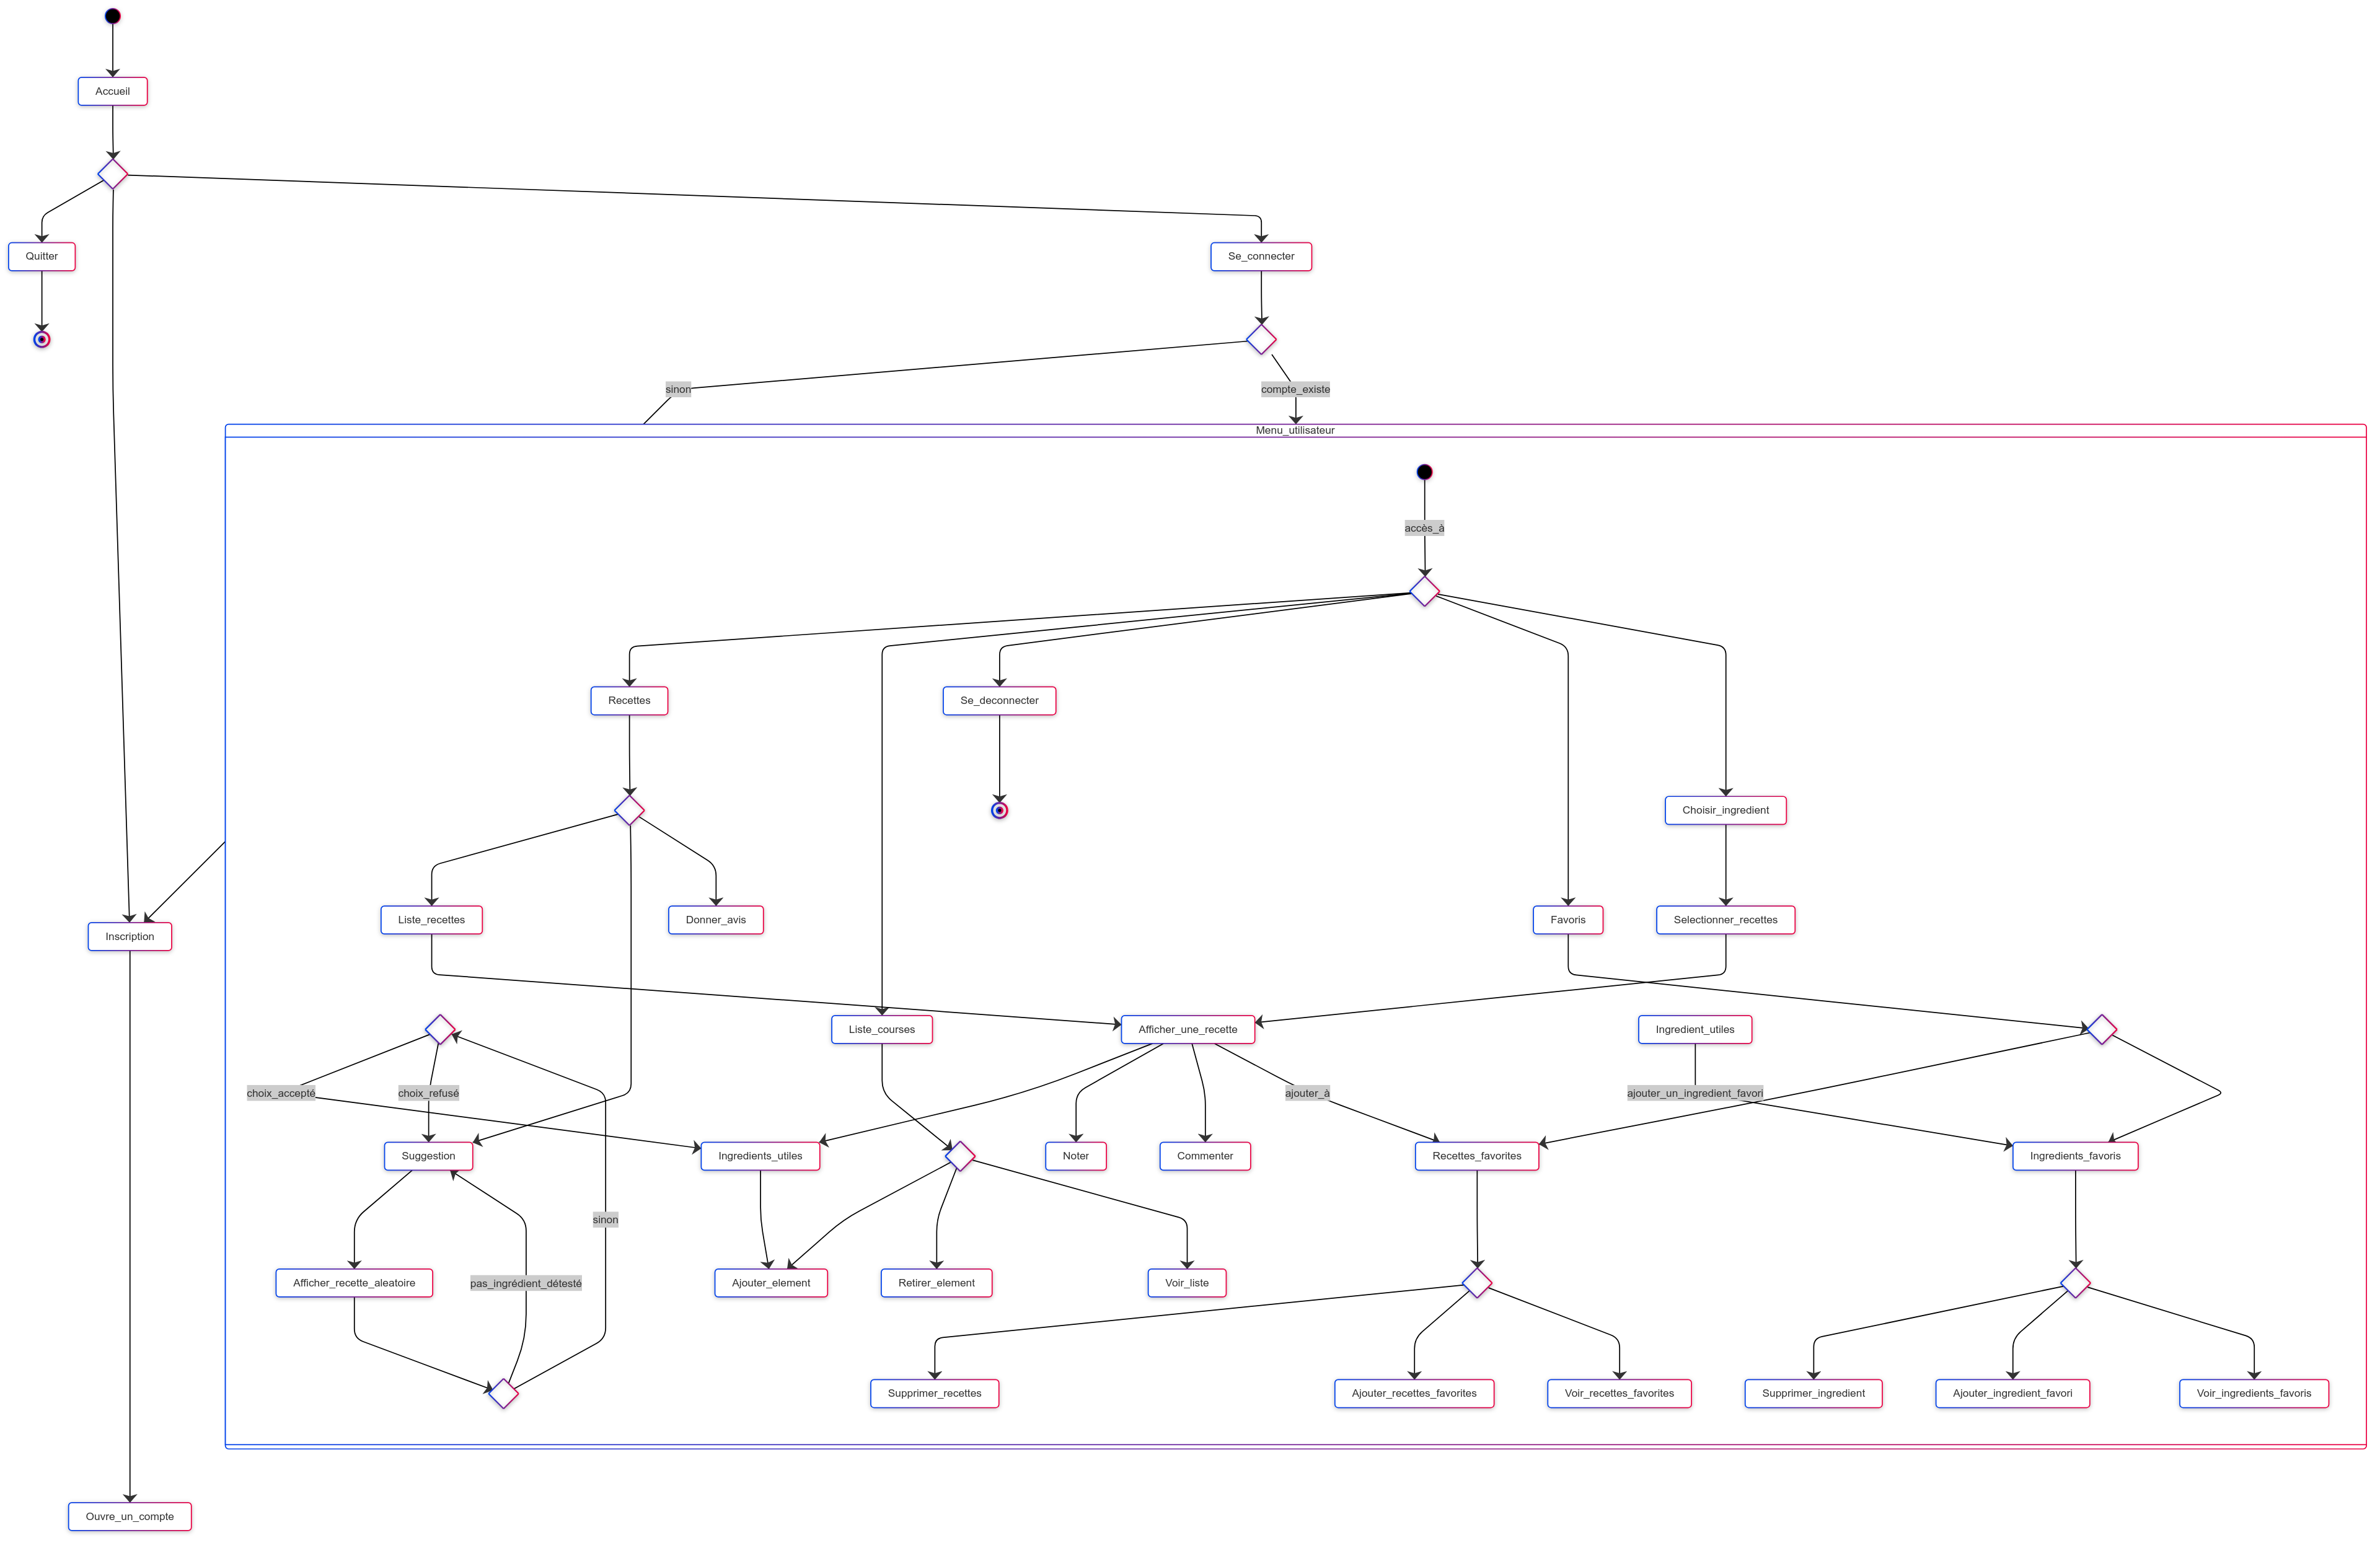 Accueil
Quitter
Se_connecter
sinon
compte_existe
Menu_utilisateur
accès_à
Recettes
Se_deconnecter
Choisir_ingredient
Liste_recettes
Donner_avis
Favoris
Selectionner_recettes
Inscription
Liste_courses
Afficher_une_recette
Ingredient_utiles
choix_accepté
choix_refusé
ajouter_à
ajouter_un_ingredient_favori
Suggestion
Ingredients_utiles
Noter
Commenter
Recettes_favorites
Ingredients_favoris
sinon
Afficher_recette_aleatoire
pas_ingrédient_détesté
Ajouter_element
Retirer_element
Voir_liste
Supprimer_recettes
Ajouter_recettes_favorites
Voir_recettes_favorites
Supprimer_ingredient
Ajouter_ingredient_favori
Voir_ingredients_favoris
Ouvre_un_compte